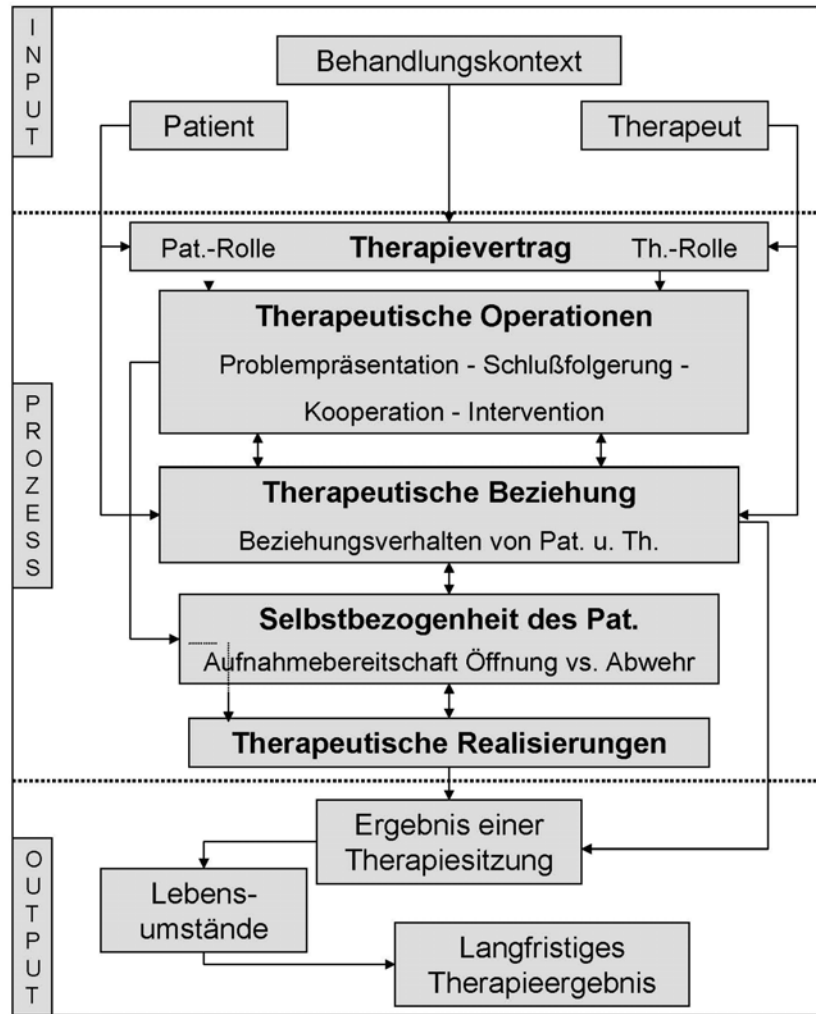 INPUT
Behandlungskontext
Patient
Therapeut
Pat.-Rolle Therapievertrag Th.-Rolle
PROZESS
Therapeutische Operationen
Problempräsentation - Schlußfolgerung -
Kooperation - Intervention
Therapeutische Beziehung
Beziehungsverhalten von Pat. u. Th.
Selbstbezogenheit des Pat.
Aufnahmebereitschaft Öffnung vs. Abwehr
Therapeutische Realisierungen
OUTPUT
Ergebnis einer
Therapiesitzung
Lebens-
umstände
Langfristiges
Therapieergebnis